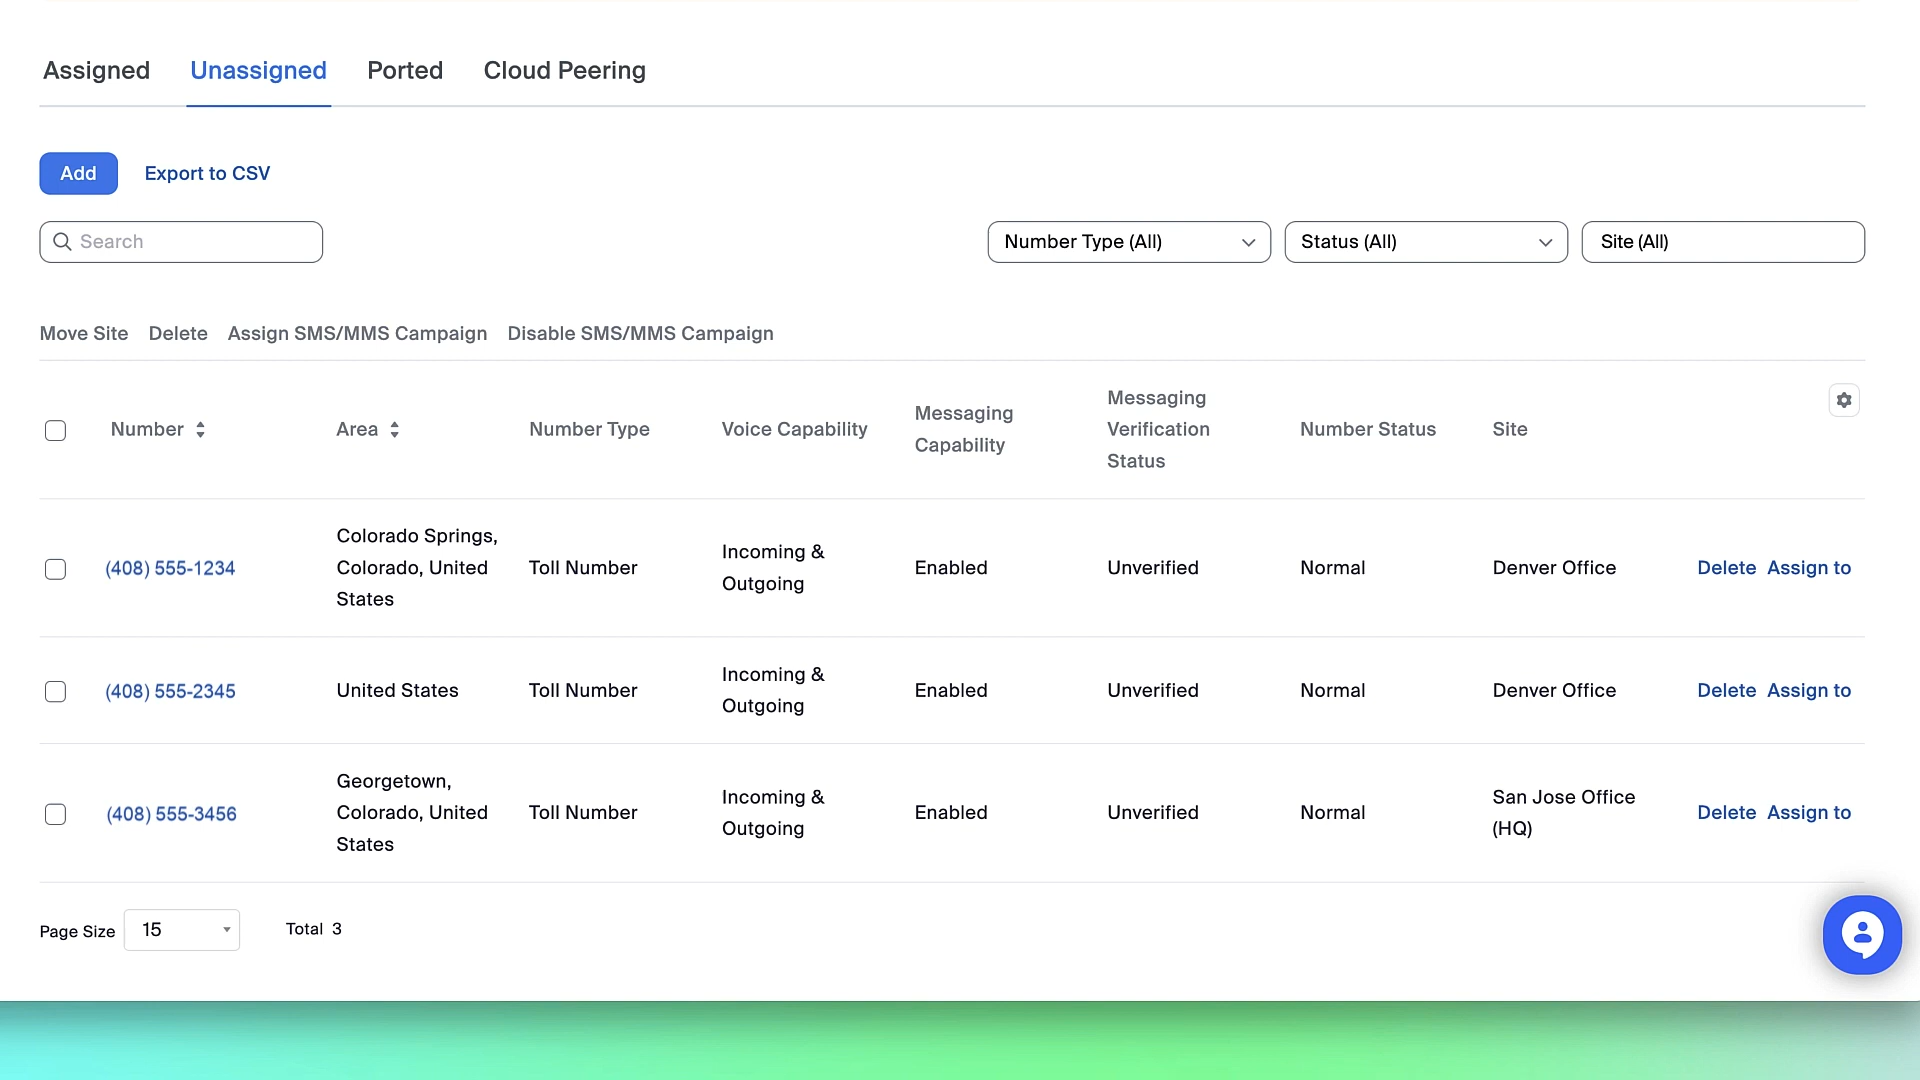 Assigned Unassigned Ported Cloud Peering
Add Export to CSV
Search Number Type (All) Status (All) Site (All)
Move Site Delete Assign SMS/MMS Campaign Disable SMS/MMS Campaign
Number Area Number Type Voice Capability Messaging Capability Messaging Verification Status Number Status Site
(408) 555-1234 Colorado Springs, Colorado, United States Toll Number Incoming & Outgoing Enabled Unverified Normal Denver Office Delete Assign to
(408) 555-2345 United States Toll Number Incoming & Outgoing Enabled Unverified Normal Denver Office Delete Assign to
(408) 555-3456 Georgetown, Colorado, United States Toll Number Incoming & Outgoing Enabled Unverified Normal San Jose Office (HQ) Delete Assign to
Page Size 15 Total 3